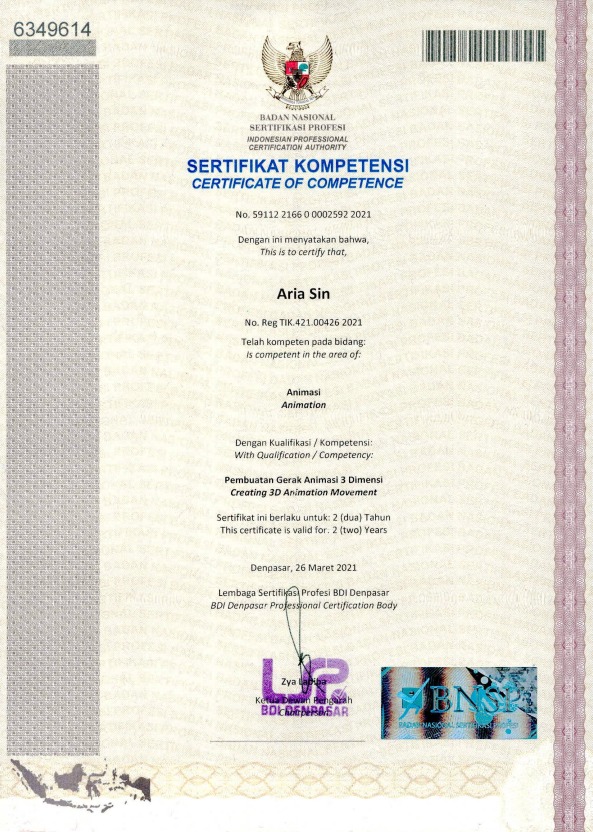 6349614
BADAN NASIONAL
SERTIFIKASI PROFESI
INDONESIAN PROFESSIONAL
CERTIFICATION AUTHORITY
SERTIFIKAT KOMPETENSI
CERTIFICATE OF COMPETENCE
No. 59112 2166 0 0002592 2021
Dengan ini menyatakan bahwa,
This is to certify that,
Aria Sin
No. Reg TIK.421.00426 2021
Telah kompeten pada bidang:
Is competent in the area of:
Animasi
Animation
Dengan Kualifikasi / Kompetensi:
With Qualification / Competency:
Pembuatan Gerak Animasi 3 Dimensi
Creating 3D Animation Movement
Sertifikat ini berlaku untuk: 2 (dua) Tahun
This certificate is valid for. 2 (two) Years
Denpasar, 26 Maret 2021
Lembaga Sertifikasi Profesi BDI Denpasar
BDI Denpasar Professional Certification Body
LSP
Zya Labiba
Ketua Dewan Pengarah
BDI DENPASAR
Chairperson
BNSP
BADAN NASIONAL SERTIFIKASI PROFESI